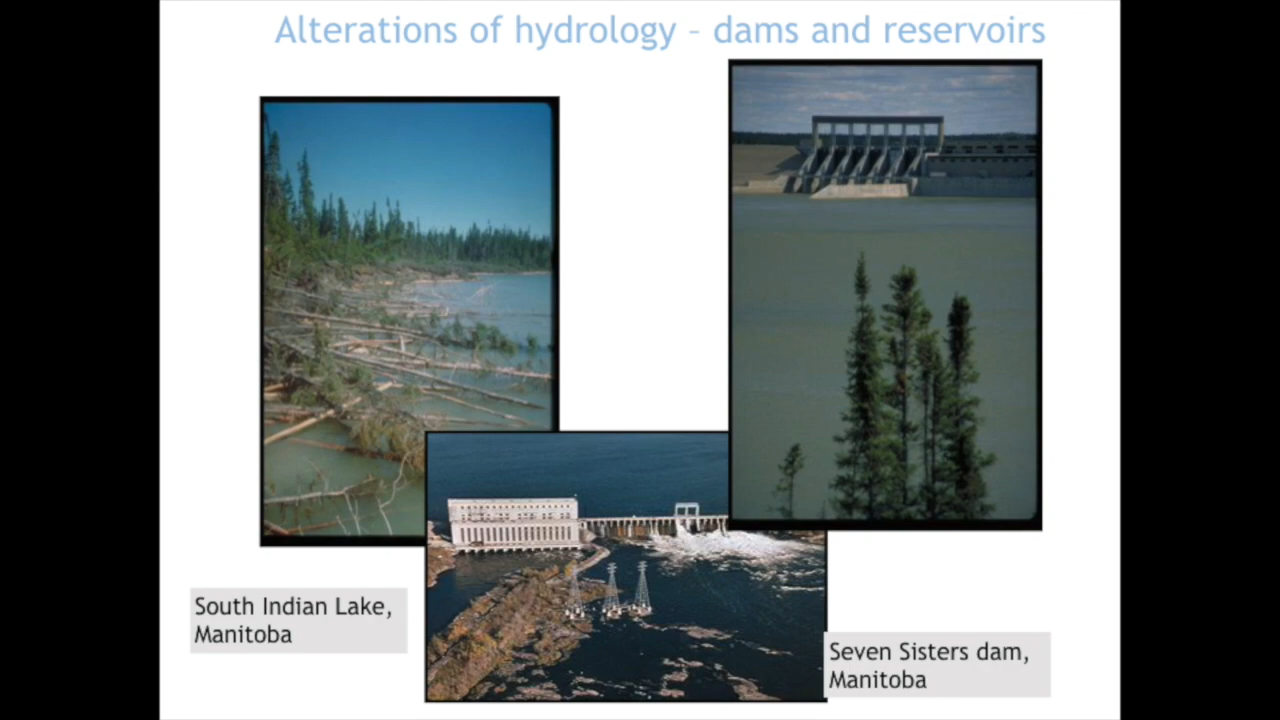 Alterations of hydrology – dams and reservoirs
South Indian Lake,
Manitoba
Seven Sisters dam,
Manitoba